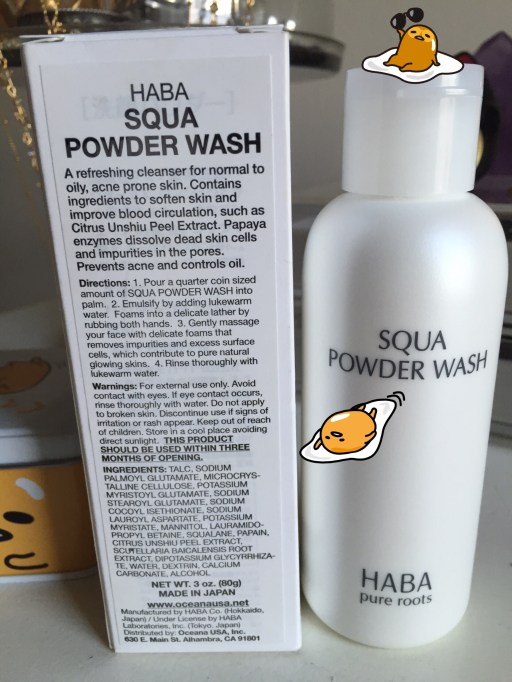 HABA
SQUA
POWDER WASH
A refreshing cleanser for normal to
oily, acne prone skin. Contains
ingredients to soften skin and
improve blood circulation, such as
Citrus Unshiu Peel Extract. Papaya
enzymes dissolve dead skin cells
and impurities in the pores.
Prevents acne and controls oil.
Directions: 1. Pour a quarter coin sized
amount of SQUA POWDER WASH into
palm. 2. Emulsify by adding lukewarm
water. Foams into a delicate lather by
rubbing both hands. 3. Gently massage
your face with delicate foams that
removes impurities and excess surface
cells, which contribute to pure natural
glowing skins. 4. Rinse thoroughly with
lukewarm water.
Warnings: For external use only. Avoid
contact with eyes. If eye contact occurs,
rinse thoroughly with water. Do not apply
to broken skin. Discontinue use if signs of
irritation or rash appear. Keep out of reach
of children. Store in a cool place avoiding
direct sunlight. THIS PRODUCT
SHOULD BE USED WITHIN THREE
MONTHS OF OPENING.
INGREDIENTS: TALC, SODIUM
PALMOYL GLUTAMATE, MICROCRYS-
TALLINE CELLULOSE, POTASSIUM
MYRISTOYL GLUTAMATE, SODIUM
STEAROYL GLUTAMATE, SODIUM
COCOYL ISETHIONATE, SODIUM
LAUROYL ASPARTATE, POTASSIUM
MYRISTATE, MANNITOL, LAURAMIDO-
PROPYL BETAINE, SQUALANE, PAPAIN,
CITRUS UNSHIU PEEL EXTRACT,
SCUTELLARIA BAICALENSIS ROOT
EXTRACT, DIPOTASSIUM GLYCYRRHIZA-
TE, WATER, DEXTRIN, CALCIUM
CARBONATE, ALCOHOL
NET WT. 3 oz. (80g)
MADE IN JAPAN
www.oceanausa.net
Manufactured by HABA Co. (Hokkaido,
Japan) / Under License by HABA
Laboratories, Inc. (Tokyo, Japan)
Distributed by: Oceana USA, Inc.
630 E. Main St. Alhambra, CA 91801
SQUA
POWDER WASH
HABA
pure roots